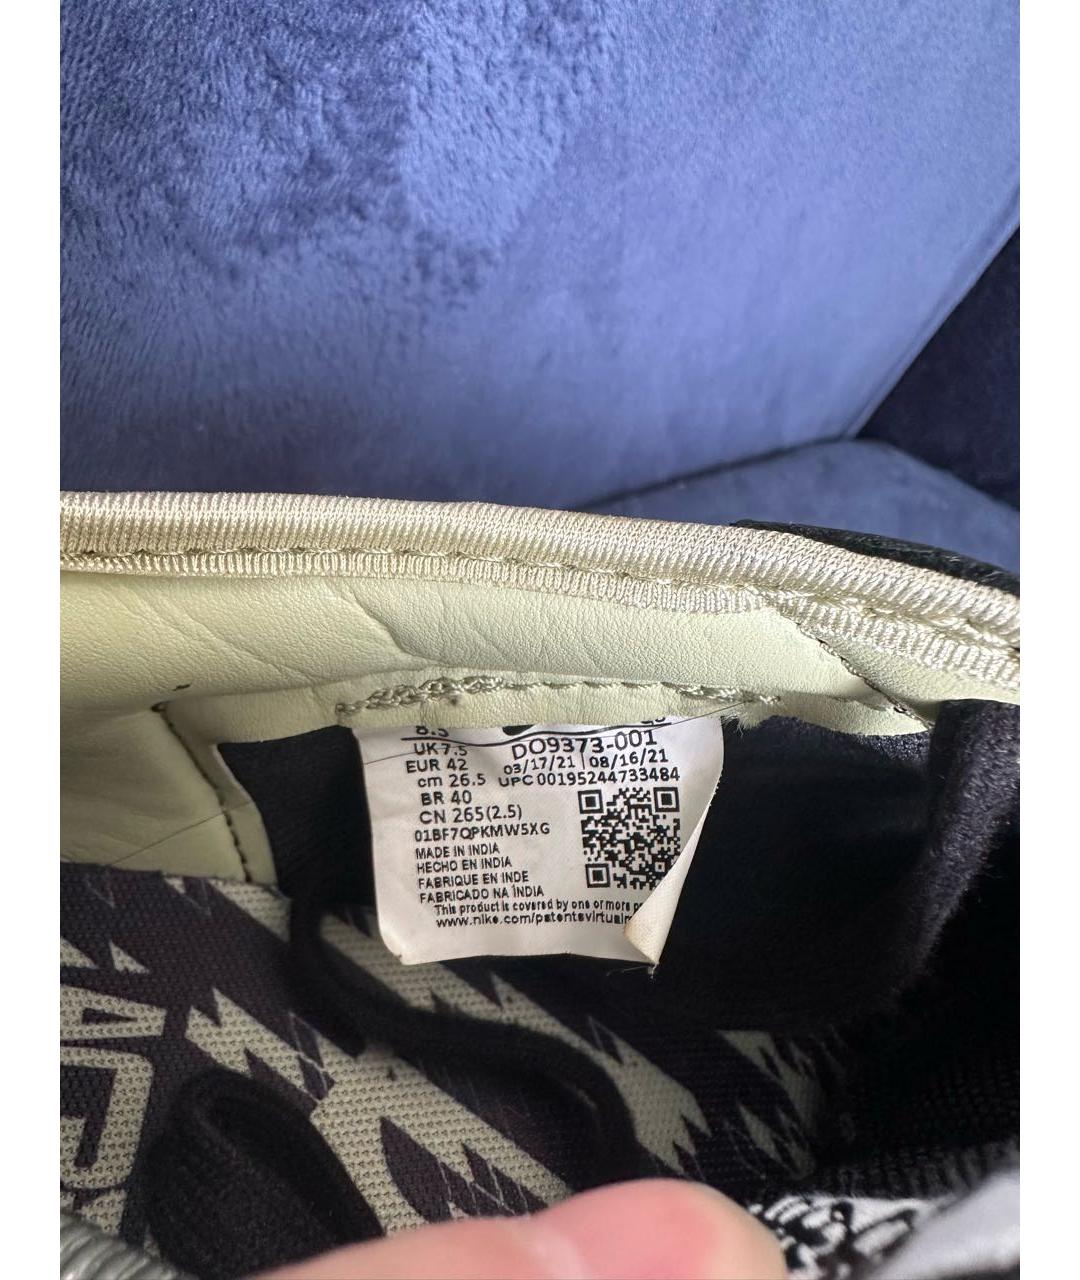 8.5
UK 7.5
EUR 42
cm 26.5
BR 40
CN 265(2.5)
01BF7QPKMW5XG
MADE IN INDIA
HECHO EN INDIA
FABRIQUE EN INDE
FABRICADO NA ÍNDIA
DO9373-001
03/17/21 | 08/16/21
UPC 00195244733484
This product is covered by one or more
www.nike.com/patents